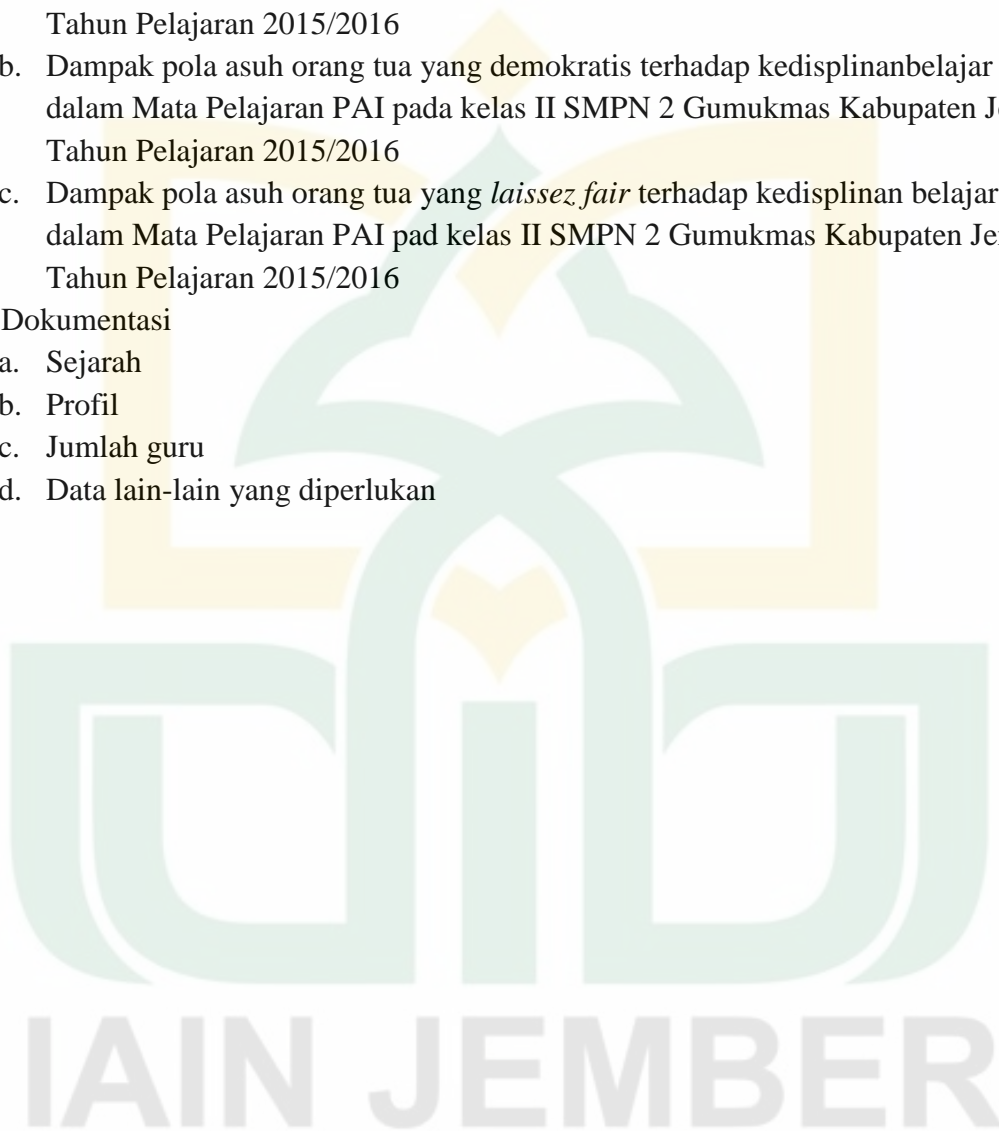 Tahun Pelajaran 2015/2016
b. Dampak pola asuh orang tua yang demokratis terhadap kedisplinanbelajar
dalam Mata Pelajaran PAI pada kelas II SMPN 2 Gumukmas Kabupaten
Tahun Pelajaran 2015/2016
c. Dampak pola asuh orang tua yang laissez fair terhadap kedisplinan belajar
dalam Mata Pelajaran PAI pad kelas II SMPN 2 Gumukmas Kabupaten
Tahun Pelajaran 2015/2016
Dokumentasi
a. Sejarah
b. Profil
c. Jumlah guru
d. Data lain-lain yang diperlukan
IAIN JEMBER